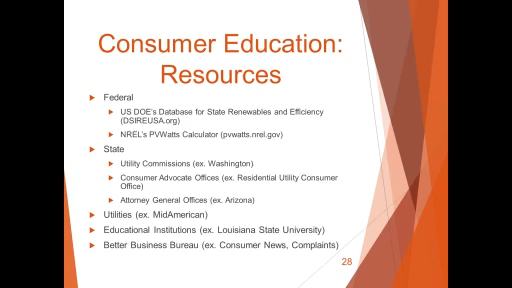 Consumer Education:
Resources
Federal
US DOE's Database for State Renewables and Efficiency
(DSIREUSA.org)
NREL's PVWatts Calculator (pvwatts.nrel.gov)
State
Utility Commissions (ex. Washington)
Consumer Advocate Offices (ex. Residential Utility Consumer
Office)
Attorney General Offices (ex. Arizona)
Utilities (ex. MidAmerican)
Educational Institutions (ex. Louisiana State University)
Better Business Bureau (ex. Consumer News, Complaints)
28